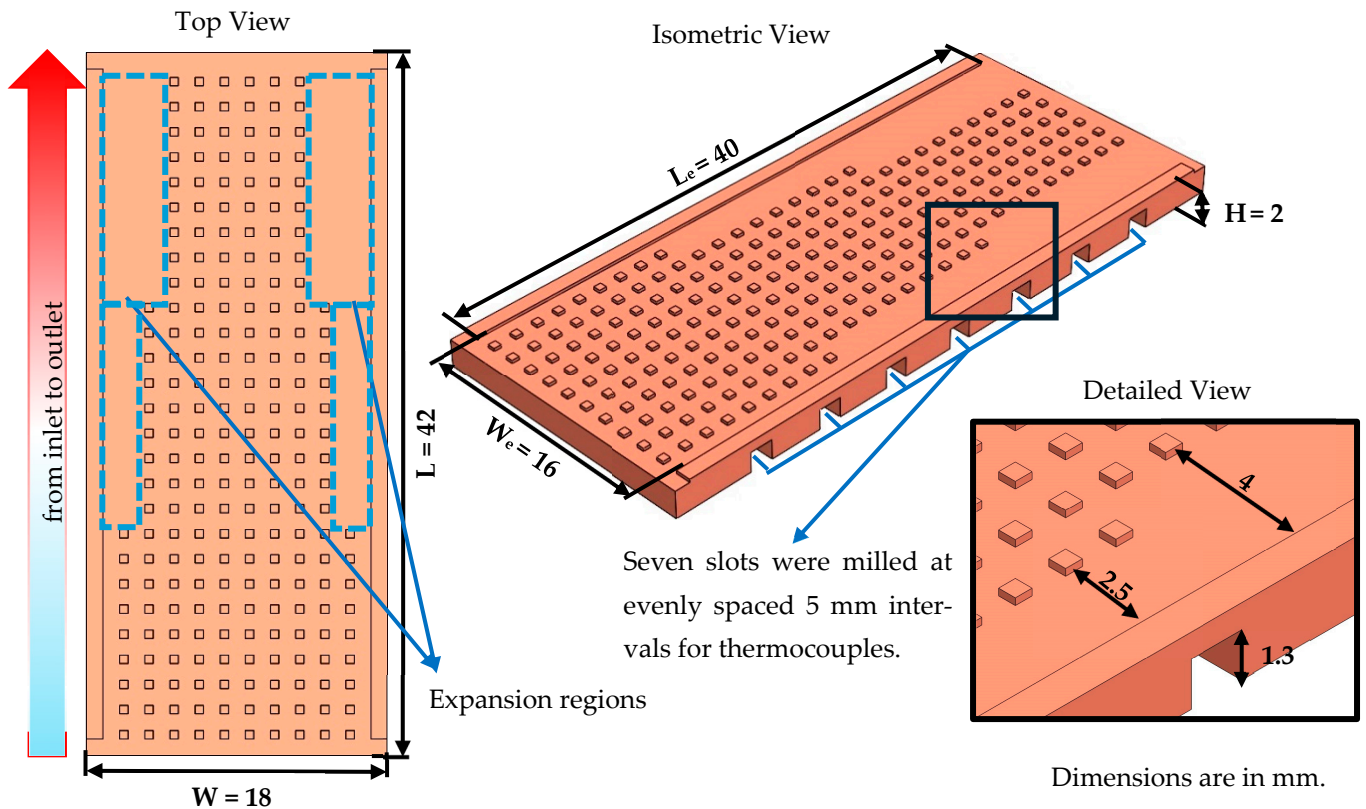 Top View
Isometric View
from inlet to outlet
L = 42
W = 18
Expansion regions
Lₑ = 40
Wₑ = 16
H = 2
Seven slots were milled at
evenly spaced 5 mm inter-
vals for thermocouples.
Detailed View
4
2.5
1.3
Dimensions are in mm.